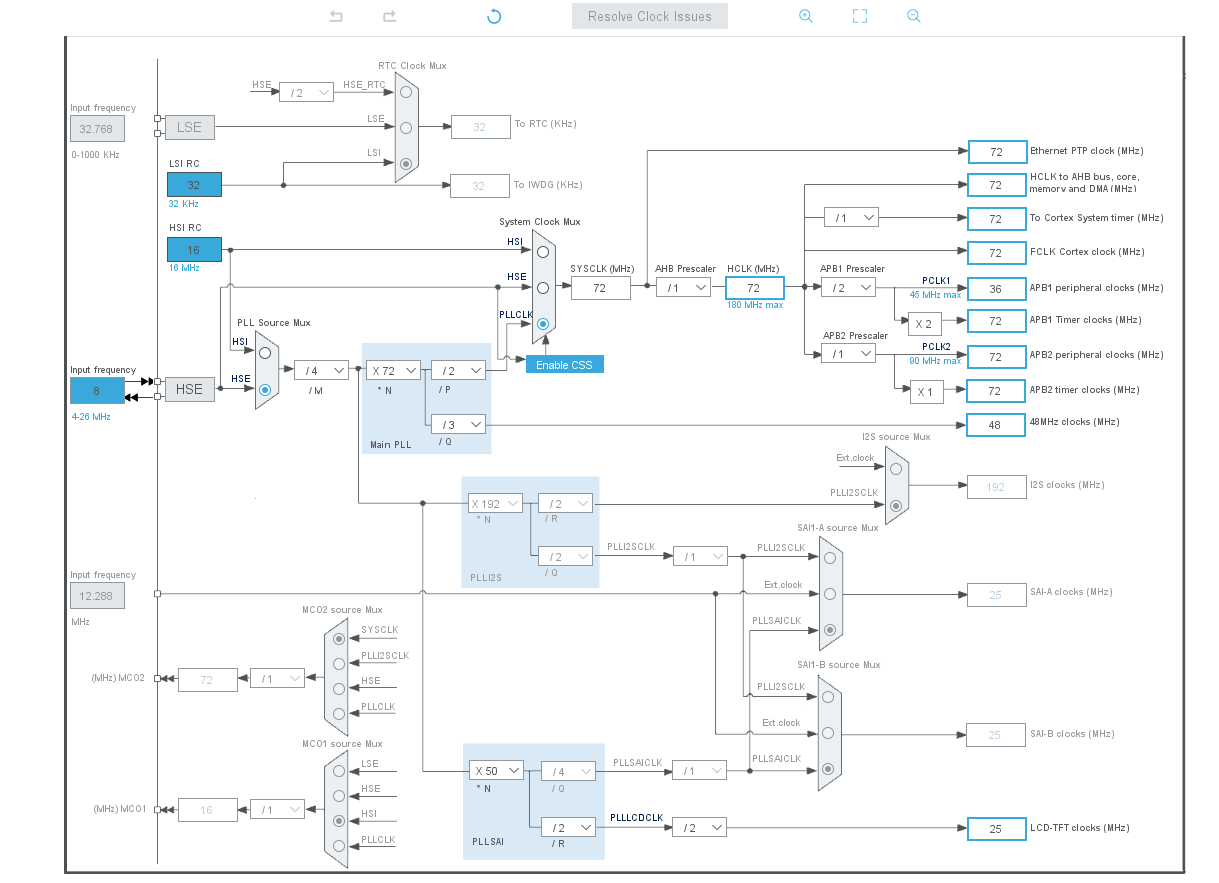 Resolve Clock Issues
RTC Clock Mux
HSE
/ 2
HSE_RTC
Input frequency
32.768
0-1000 KHz
LSE
LSE
32
To RTC (KHz)
LSI
LSI RC
32
32 KHz
32
To IWDG (KHz)
72
Ethernet PTP clock (MHz)
72
HCLK to AHB bus, core,
memory and DMA (MHz)
/ 1
72
To Cortex System timer (MHz)
72
FCLK Cortex clock (MHz)
HSI RC
16
16 MHz
System Clock Mux
HSI
HSE
PLLCLK
SYSCLK (MHz)
72
AHB Prescaler
/ 1
HCLK (MHz)
72
180 MHz max
APB1 Prescaler
/ 2
PCLK1
45 MHz max
36
APB1 peripheral clocks (MHz)
X 2
72
APB1 Timer clocks (MHz)
APB2 Prescaler
/ 1
PCLK2
90 MHz max
72
APB2 peripheral clocks (MHz)
X 1
72
APB2 timer clocks (MHz)
48
48MHz clocks (MHz)
PLL Source Mux
HSI
HSE
Input frequency
8
4-26 MHz
HSE
/ 4
/ M
X 72
* N
/ 2
/ P
/ 3
/ Q
Main PLL
Enable CSS
I2S source Mux
Ext.clock
PLLI2SCLK
192
I2S clocks (MHz)
X 192
* N
/ 2
/ R
/ 2
/ Q
PLLI2S
PLLI2SCLK
/ 1
SAI1-A source Mux
PLLI2SCLK
Ext.clock
PLLSAICLK
25
SAI-A clocks (MHz)
Input frequency
12.288
MHz
MCO2 source Mux
SYSCLK
PLLI2SCLK
HSE
PLLCLK
(MHz) MCO2
72
/ 1
SAI1-B source Mux
PLLI2SCLK
Ext.clock
PLLSAICLK
25
SAI-B clocks (MHz)
MCO1 source Mux
LSE
HSE
HSI
PLLCLK
(MHz) MCO1
16
/ 1
X 50
* N
/ 4
/ Q
/ 2
/ R
PLLSAI
PLLSAICLK
/ 1
PLLLCDCLK
/ 2
25
LCD-TFT clocks (MHz)